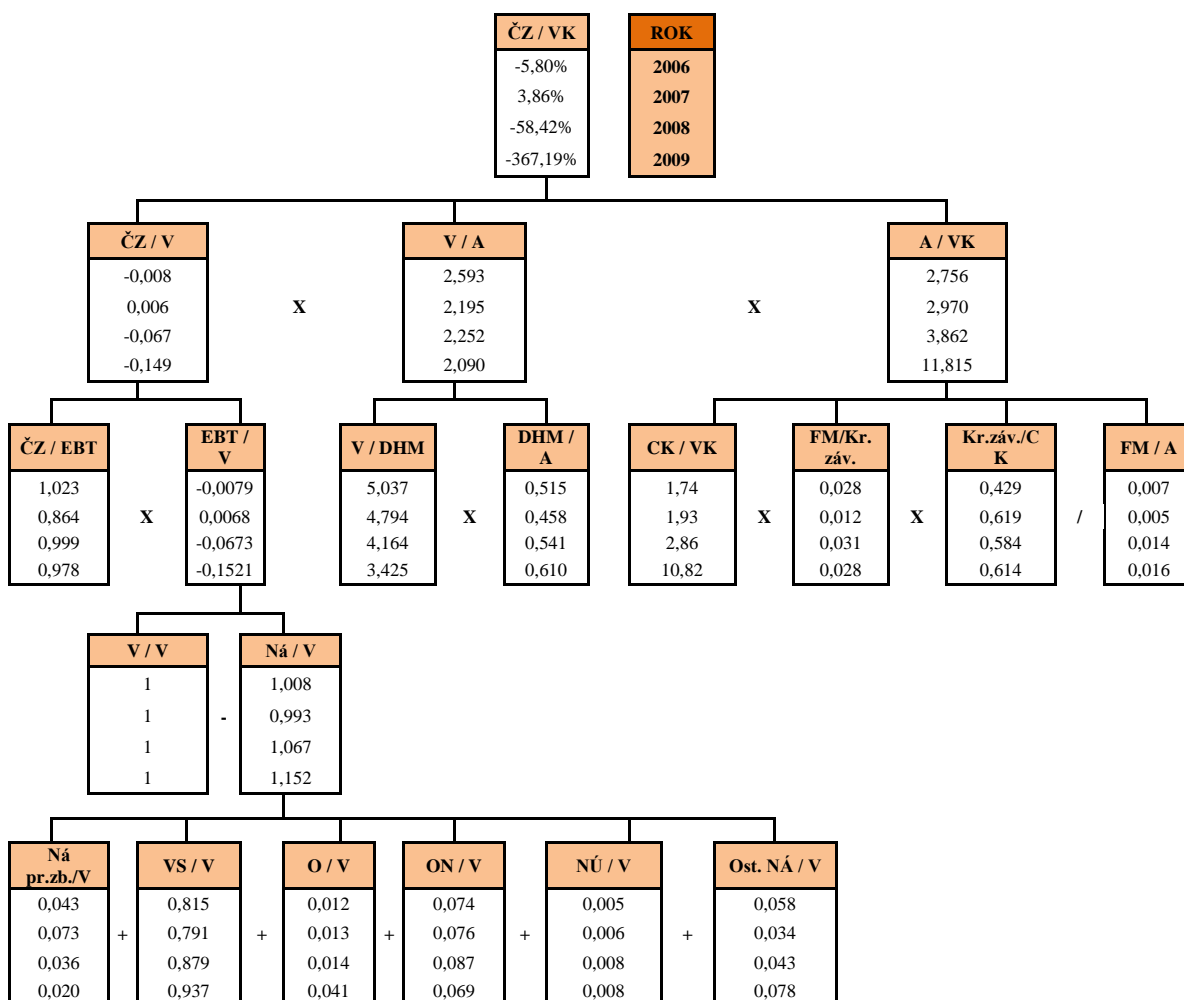 ČZ / VK ROK
-5,80% 2006
3,86% 2007
-58,42% 2008
-367,19% 2009
ČZ / V V / A A / VK
-0,008 2,593 2,756
0,006 X 2,195 X 2,970
-0,067 2,252 3,862
-0,149 2,090 11,815
ČZ / EBT EBT / V V / DHM DHM / A CK / VK FM/Kr. záv. Kr.záv./C K FM / A
1,023 -0,0079 5,037 0,515 1,74 0,028 0,429 0,007
0,864 X 0,0068 4,794 X 0,458 1,93 X 0,012 X 0,619 / 0,005
0,999 -0,0673 4,164 0,541 2,86 0,031 0,584 0,014
0,978 -0,1521 3,425 0,610 10,82 0,028 0,614 0,016
V / V Ná / V
1 1,008
1 - 0,993
1 1,067
1 1,152
Ná pr.zb./V VS / V O / V ON / V NÚ / V Ost. NÁ / V
0,043 0,815 0,012 0,074 0,005 0,058
0,073 + 0,791 + 0,013 + 0,076 + 0,006 + 0,034
0,036 0,879 0,014 0,087 0,008 0,043
0,020 0,937 0,041 0,069 0,008 0,078